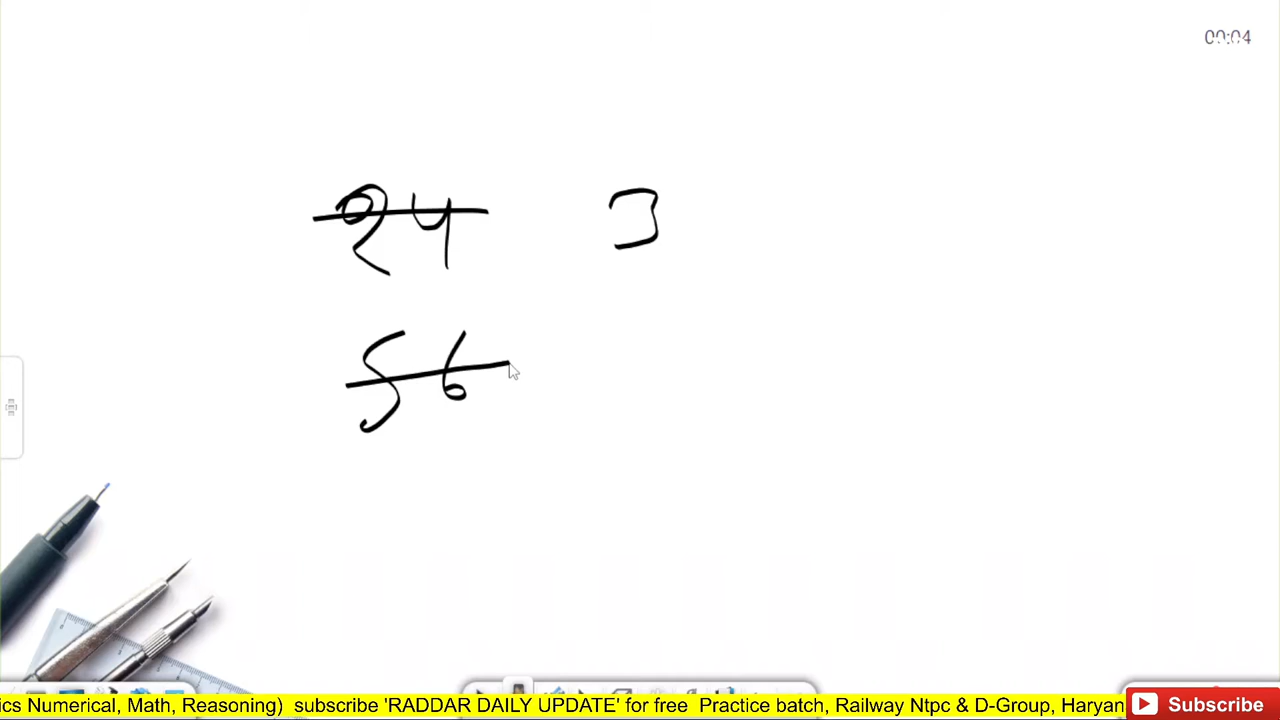 00:04
२५ 3
56
ics Numerical, Math, Reasoning) subscribe 'RADDAR DAILY UPDATE' for free Practice batch, Railway Ntpc & D-Group, Haryan
Subscribe